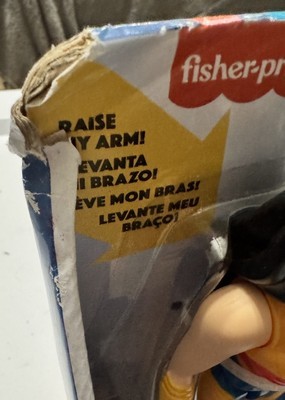 fisher-pr
RAISE
MY ARM!
LEVANTA
MI BRAZO!
LÈVE MON BRAS!
LEVANTE MEU
BRAÇO!